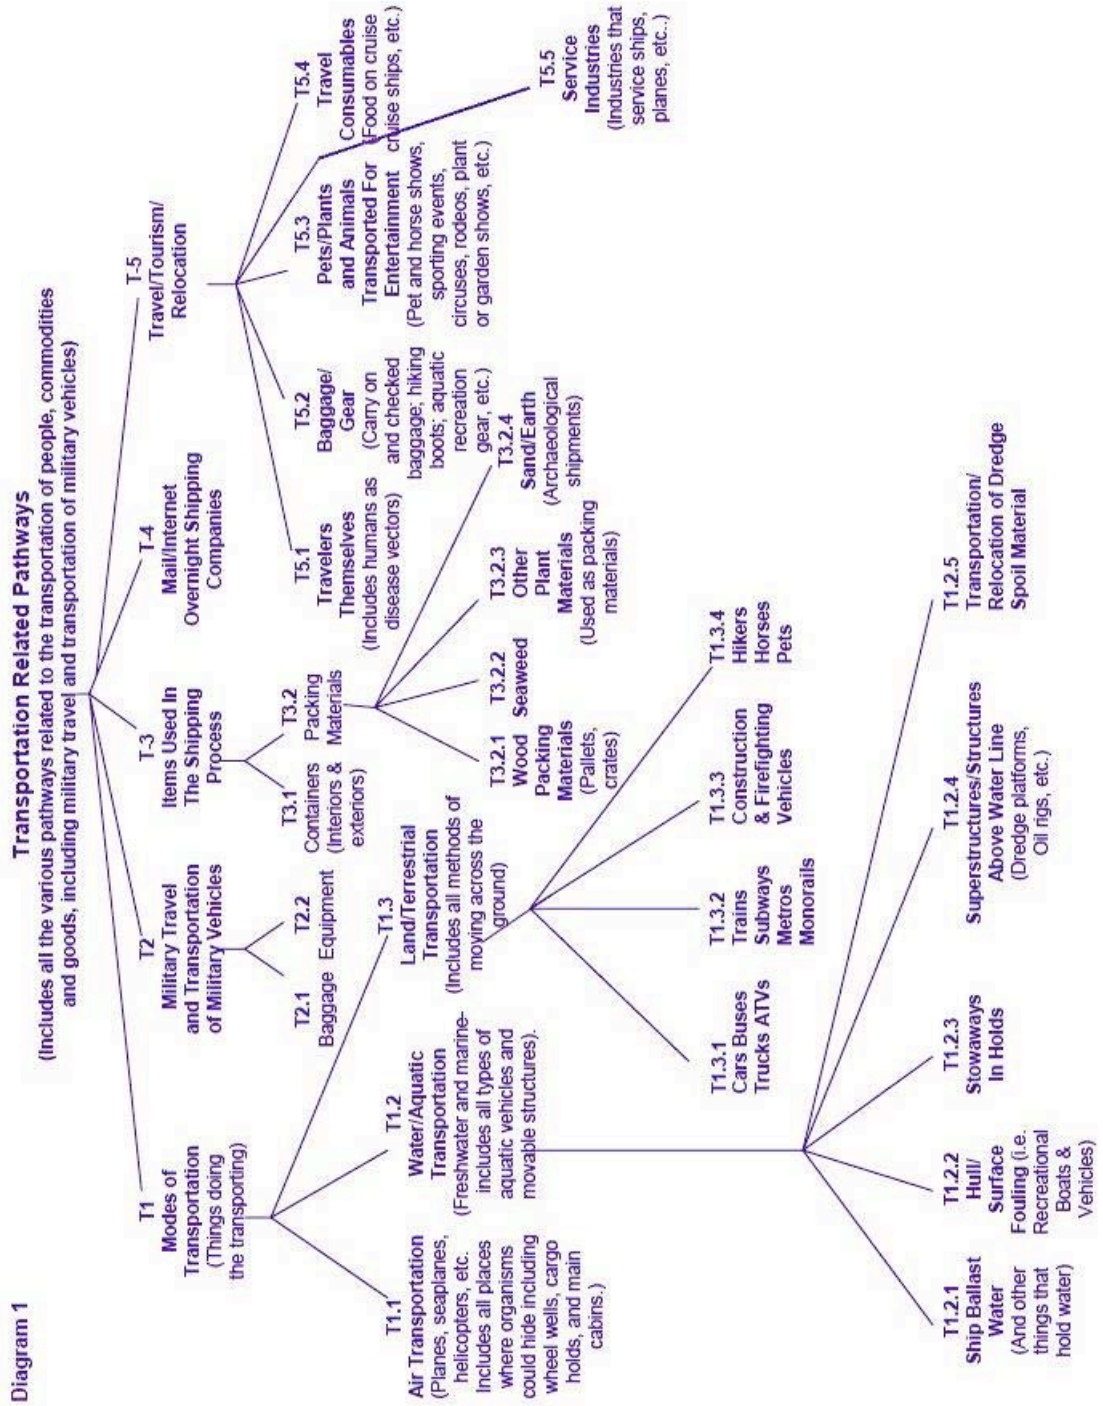 Diagram 1
Transportation Related Pathways
(Includes all the various pathways related to the transportation of people, commodities
and goods, including military travel and transportation of military vehicles)
T1
Modes of
Transportation
(Things doing
the transporting)
T2
Military Travel
and Transportation
of Military Vehicles
T-3
Items Used In
The Shipping
Process
T-4
Mail/Internet
Overnight Shipping
Companies
T-5
Travel/Tourism/
Relocation
T2.1
Baggage
T2.2
Equipment
T3.1
Containers
(Interiors &
exteriors)
T3.2
Packing
Materials
T5.1
Travelers
Themselves
(Includes humans as
disease vectors)
T5.2
Baggage/
Gear
(Carry on
and checked
baggage; hiking
boots; aquatic
recreation
gear, etc.)
T5.3
Pets/Plants
and Animals
Transported For
Entertainment
(Pet and horse shows,
sporting events,
circuses, rodeos, plant
or garden shows, etc.)
T5.4
Travel
Consumables
(Food on cruise
cruise ships, etc.)
T5.5
Service
Industries
(Industries that
service ships,
planes, etc..)
T1.1
Air Transportation
(Planes, seaplanes,
helicopters, etc.
Includes all places
where organisms
could hide including
wheel wells, cargo
holds, and main
cabins.)
T1.2
Water/Aquatic
Transportation
(Freshwater and marine-
includes all types of
aquatic vehicles and
movable structures).
T1.3
Land/Terrestrial
Transportation
(Includes all methods of
moving across the
ground)
T3.2.1
Wood
Packing
Materials
(Pallets,
crates)
T3.2.2
Seaweed
T3.2.3
Other
Plant
Materials
(Used as packing
materials)
T3.2.4
Sand/Earth
(Archaeological
shipments)
T1.3.1
Cars Buses
Trucks ATVs
T1.3.2
Trains
Subways
Metros
Monorails
T1.3.3
Construction
& Firefighting
Vehicles
T1.3.4
Hikers
Horses
Pets
T1.2.1
Ship Ballast
Water
(And other
things that
hold water)
T1.2.2
Hull/
Surface
Fouling (i.e.
Recreational
Boats &
Vehicles)
T1.2.3
Stowaways
In Holds
T1.2.4
Superstructures/Structures
Above Water Line
(Dredge platforms,
Oil rigs, etc.)
T1.2.5
Transportation/
Relocation of Dredge
Spoil Material